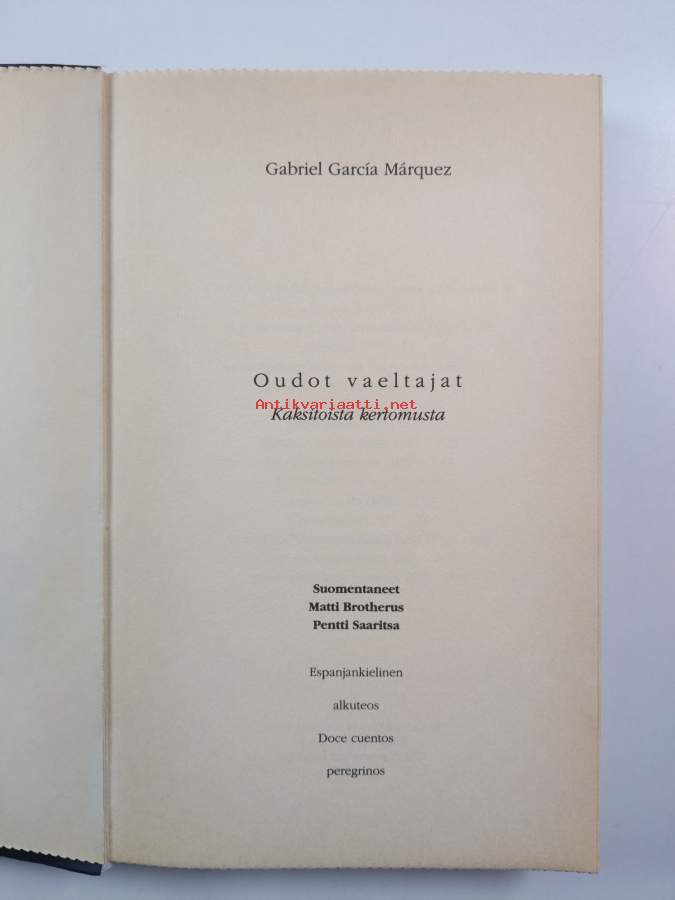 Gabriel García Márquez
Oudot vaeltajat
Antikvariaatti.net
Kaksitoista kertomusta
Suomentaneet
Matti Brotherus
Pentti Saaritsa
Espanjankielinen
alkuteos
Doce cuentos
peregrinos